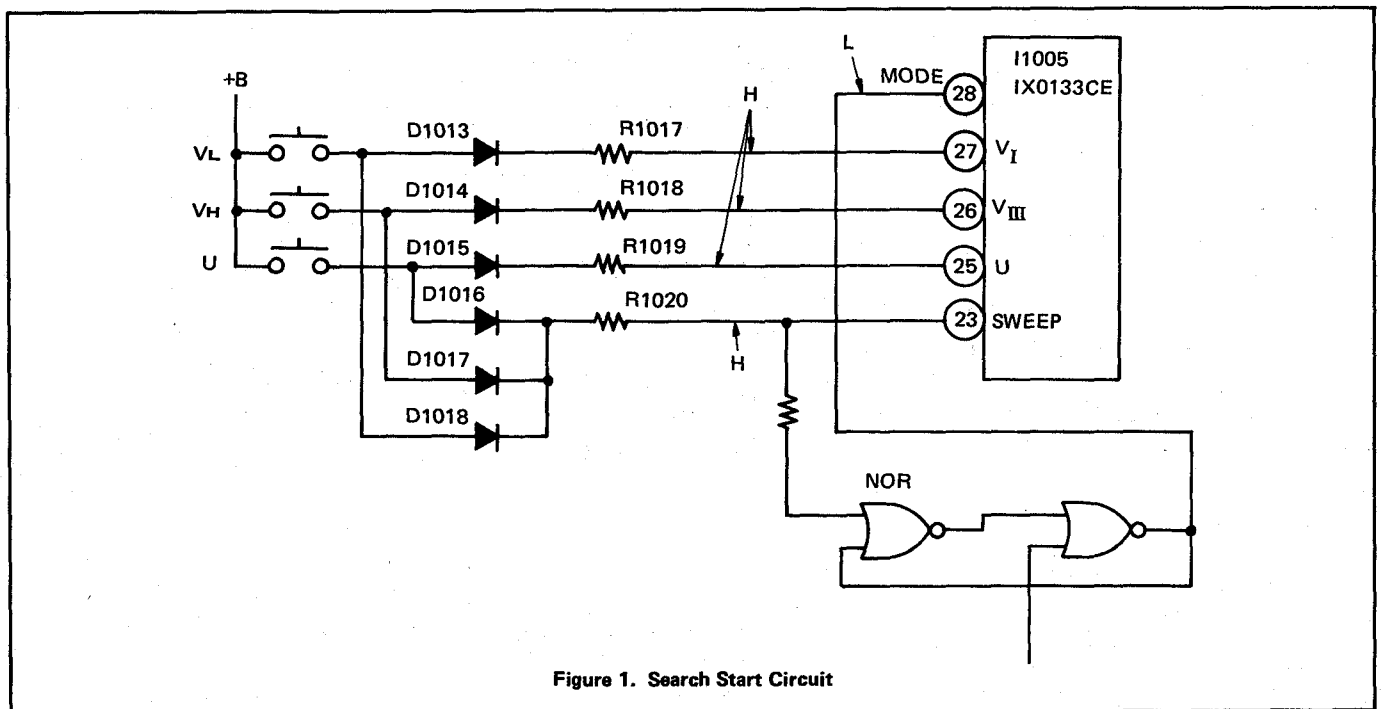 L
I1005
IX0133CE
MODE
28
+B
H
D1013
R1017
VL
27
VI
D1014
R1018
VH
26
VIII
D1015
R1019
U
25
U
D1016
R1020
23
SWEEP
D1017
H
D1018
NOR
Figure 1. Search Start Circuit